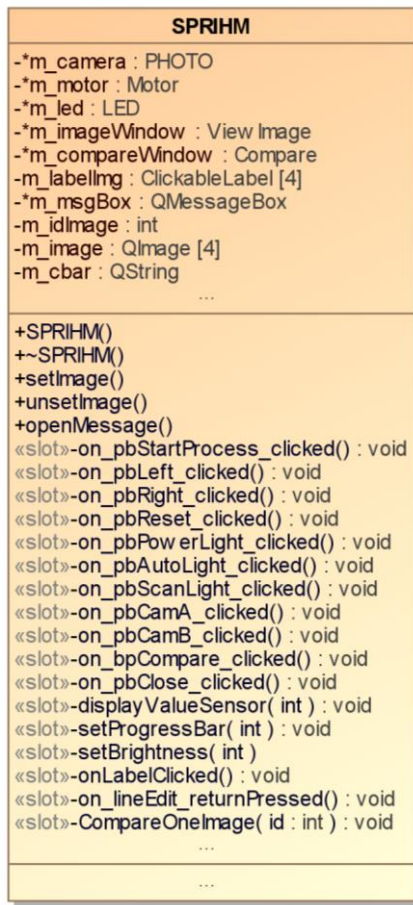 SPRIHM
-*m_camera : PHOTO
-*m_motor : Motor
-*m_led : LED
-*m_imageWindow : View Image
-*m_compareWindow : Compare
-m_labelImg : ClickableLabel [4]
-*m_msgBox : QMessageBox
-m_idImage : int
-m_image : QImage [4]
-m_cbar : QString
...
+SPRIHM()
+~SPRIHM()
+setImage()
+unsetImage()
+openMessage()
«slot»-on_pbStartProcess_clicked() : void
«slot»-on_pbLeft_clicked() : void
«slot»-on_pbRight_clicked() : void
«slot»-on_pbReset_clicked() : void
«slot»-on_pbPowerLight_clicked() : void
«slot»-on_pbAutoLight_clicked() : void
«slot»-on_pbScanLight_clicked() : void
«slot»-on_pbCamA_clicked() : void
«slot»-on_pbCamB_clicked() : void
«slot»-on_bpCompare_clicked() : void
«slot»-on_pbClose_clicked() : void
«slot»-displayValueSensor( int ) : void
«slot»-setProgressBar( int ) : void
«slot»-setBrightness( int )
«slot»-onLabelClicked() : void
«slot»-on_lineEdit_returnPressed() : void
«slot»-CompareOneImage( id : int ) : void
...
...